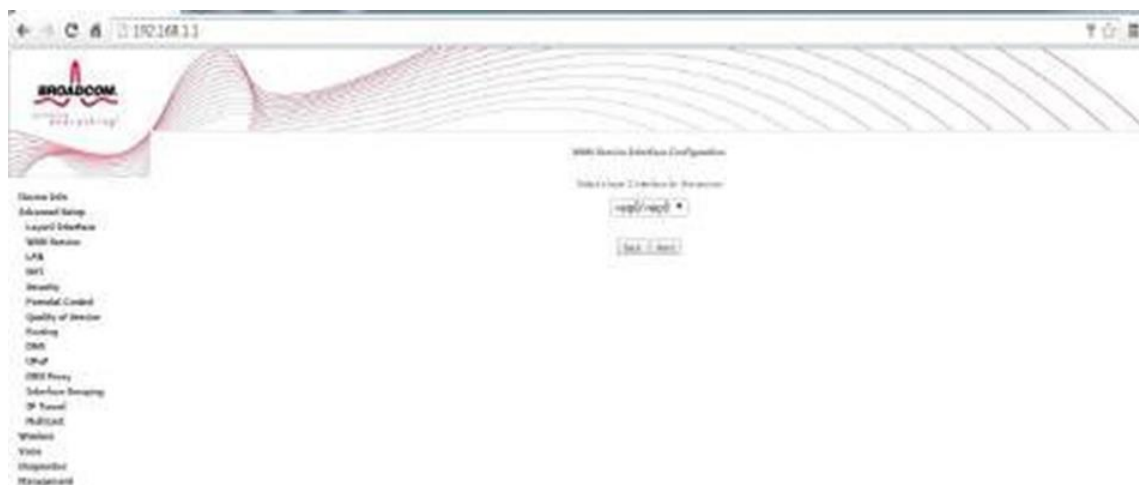 192.168.1.1
BROADCOM
everything
WAN Service Interface Configuration
Select a layer 2 interface for this service
Back Next
Device Info
Advanced Setup
Layer2 Interface
WAN Service
LAN
NAT
Security
Parental Control
Quality of Service
Routing
DNS
UPnP
DNS Proxy
Interface Grouping
IP Tunnel
Multicast
Wireless
Voice
Diagnostics
Management